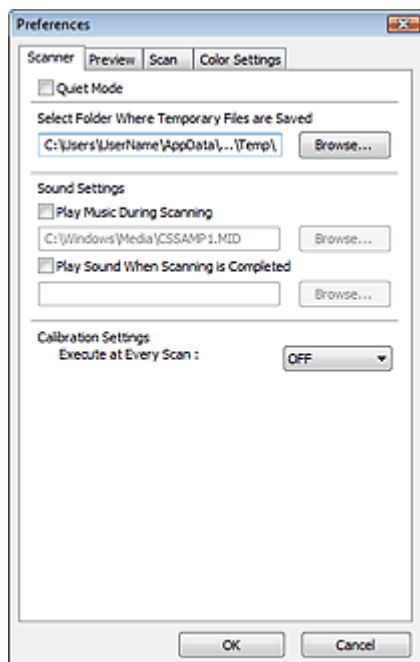 Preferences
Scanner Preview Scan Color Settings
Quiet Mode
Select Folder Where Temporary Files are Saved
C:\Users\UserName\AppData\...\Temp\ Browse...
Sound Settings
Play Music During Scanning
C:\Windows\Media\CSSAMP1.MID Browse...
Play Sound When Scanning is Completed
Browse...
Calibration Settings
Execute at Every Scan : OFF
OK Cancel